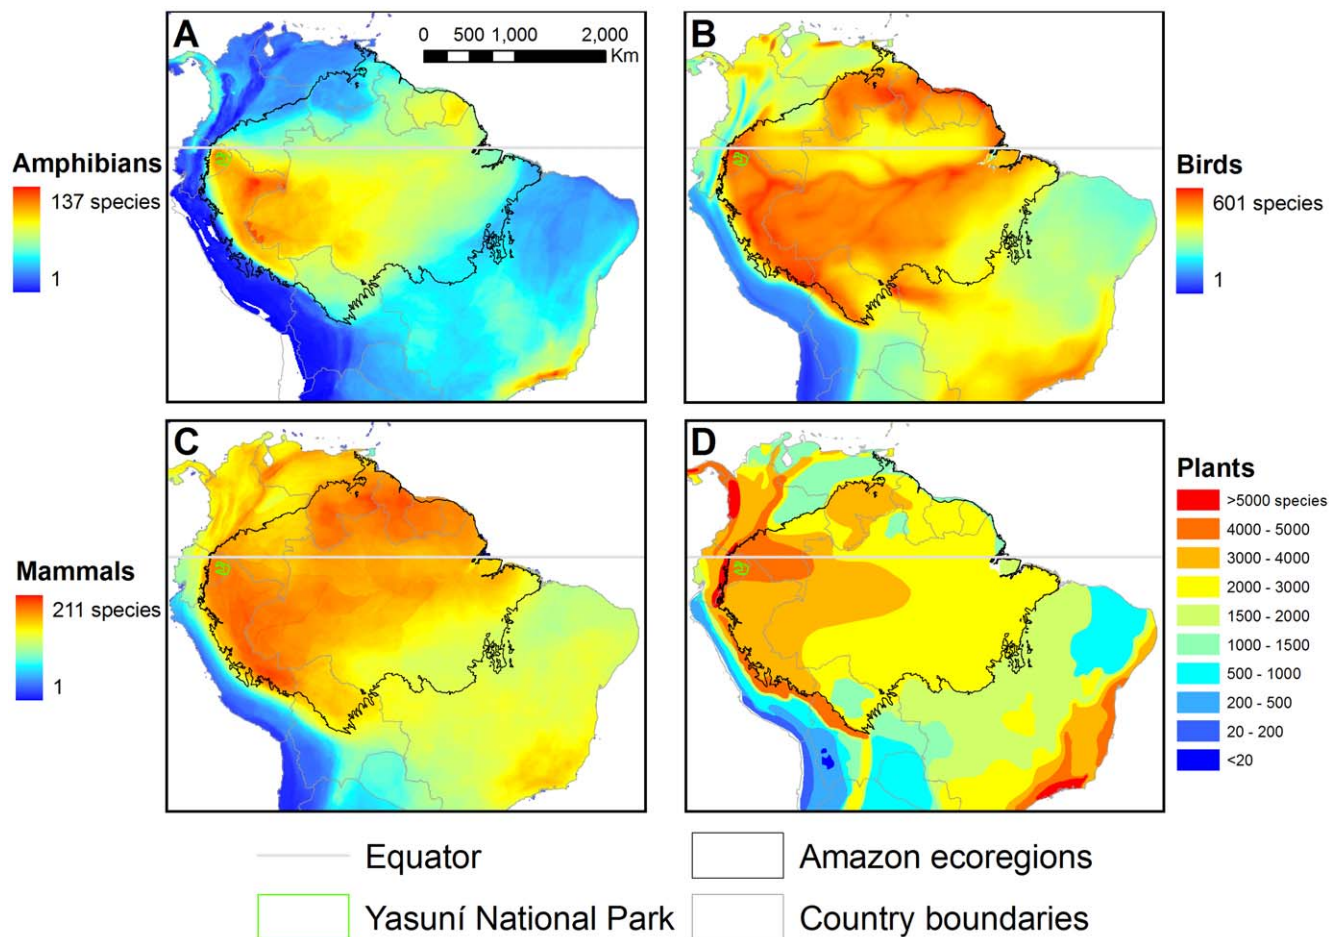 A
0 500 1,000 2,000
Km
B
Amphibians
137 species
1
Birds
601 species
1
C
D
Mammals
211 species
1
Plants
>5000 species
4000 - 5000
3000 - 4000
2000 - 3000
1500 - 2000
1000 - 1500
500 - 1000
200 - 500
20 - 200
<20
Equator
Amazon ecoregions
Yasuní National Park
Country boundaries